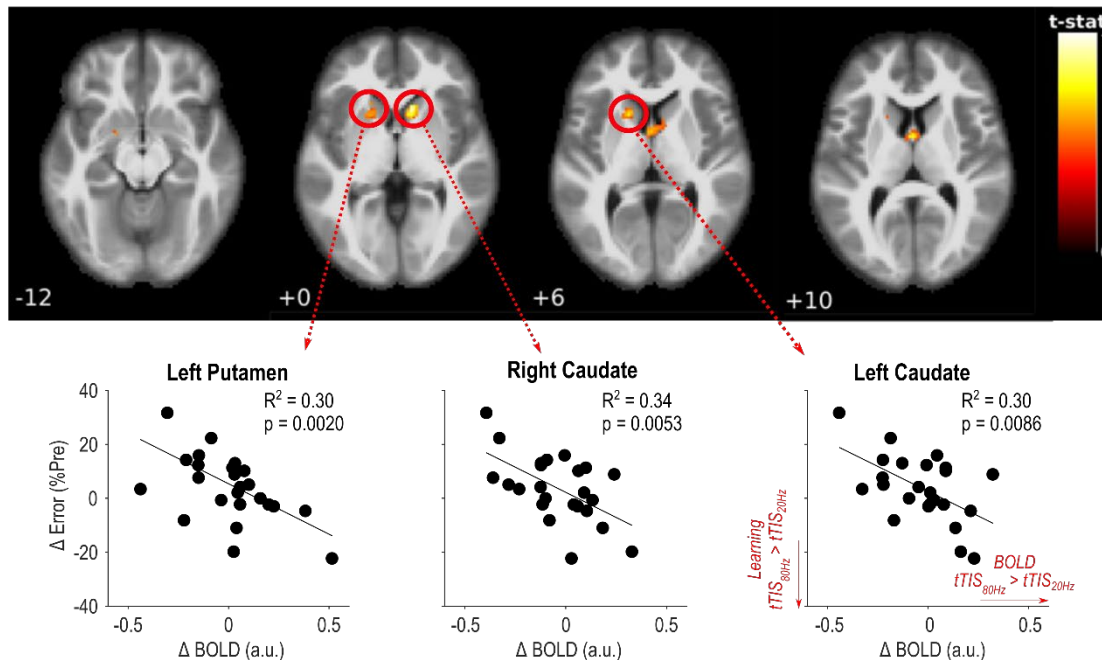 t-stat
-12
+0
+6
+10
Left Putamen
Right Caudate
Left Caudate
R² = 0.30
p = 0.0020
R² = 0.34
p = 0.0053
R² = 0.30
p = 0.0086
Δ Error (%Pre)
40
20
0
-20
-40
Learning
tTIS80Hz > tTIS20Hz
BOLD
tTIS80Hz > tTIS20Hz
-0.5
0
0.5
-0.5
0
0.5
-0.5
0
0.5
Δ BOLD (a.u.)
Δ BOLD (a.u.)
Δ BOLD (a.u.)